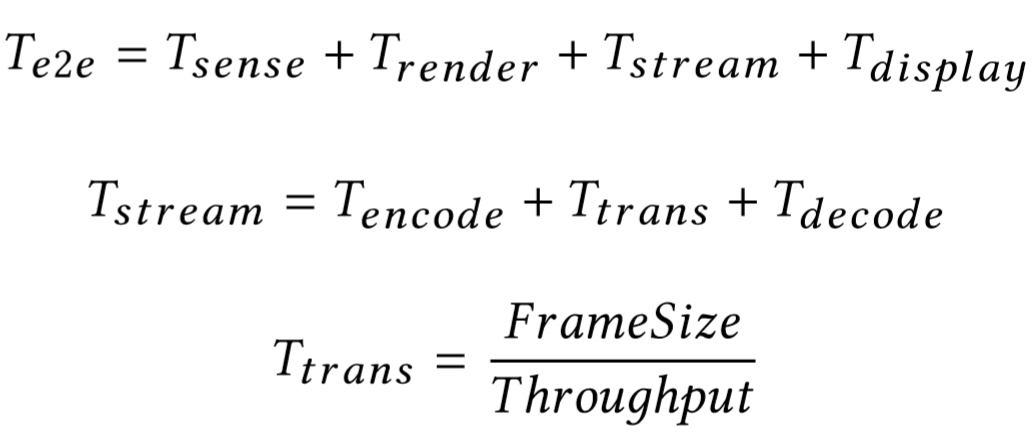 T_{e2e} = T_{sense} + T_{render} + T_{stream} + T_{display}
T_{stream} = T_{encode} + T_{trans} + T_{decode}
T_{trans} = \frac{FrameSize}{Throughput}